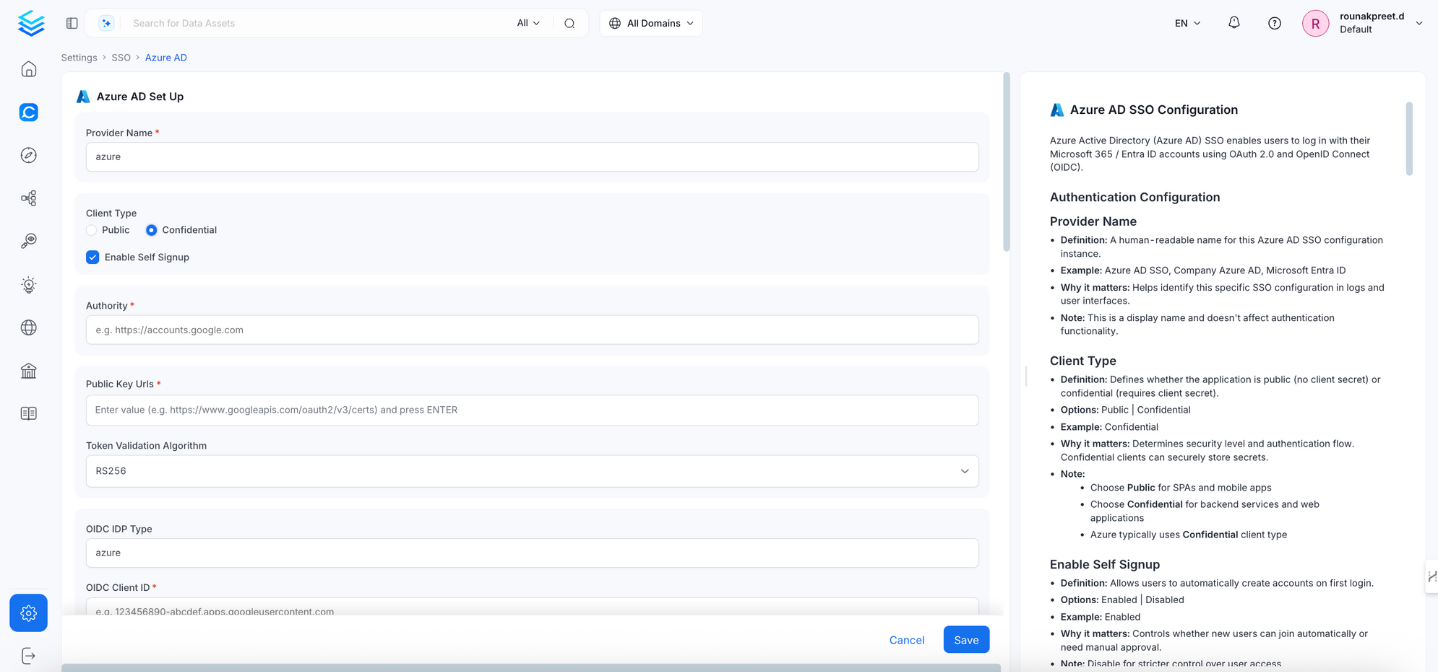 Search for Data Assets
All
All Domains
EN
R
rounakpreet.d
Default
Settings > SSO > Azure AD
Azure AD Set Up
Provider Name *
azure
Client Type
Public
Confidential
Enable Self Signup
Authority *
e.g. https://accounts.google.com
Public Key Urls *
Enter value (e.g. https://www.googleapis.com/oauth2/v3/certs) and press ENTER
Token Validation Algorithm
RS256
OIDC IDP Type
azure
OIDC Client ID *
e.g. 123456890-abcdef.apps.googleusercontent.com
Cancel
Save
Azure AD SSO Configuration
Azure Active Directory (Azure AD) SSO enables users to log in with their
Microsoft 365 / Entra ID accounts using OAuth 2.0 and OpenID Connect
(OIDC).
Authentication Configuration
Provider Name
• Definition: A human-readable name for this Azure AD SSO configuration
instance.
• Example: Azure AD SSO, Company Azure AD, Microsoft Entra ID
• Why it matters: Helps identify this specific SSO configuration in logs and
user interfaces.
• Note: This is a display name and doesn't affect authentication
functionality.
Client Type
• Definition: Defines whether the application is public (no client secret) or
confidential (requires client secret).
• Options: Public | Confidential
• Example: Confidential
• Why it matters: Determines security level and authentication flow.
Confidential clients can securely store secrets.
• Note:
• Choose Public for SPAs and mobile apps
• Choose Confidential for backend services and web
applications
• Azure typically uses Confidential client type
Enable Self Signup
• Definition: Allows users to automatically create accounts on first login.
• Options: Enabled | Disabled
• Example: Enabled
• Why it matters: Controls whether new users can join automatically or
need manual approval.
• Note: Disable for stricter control over user access.